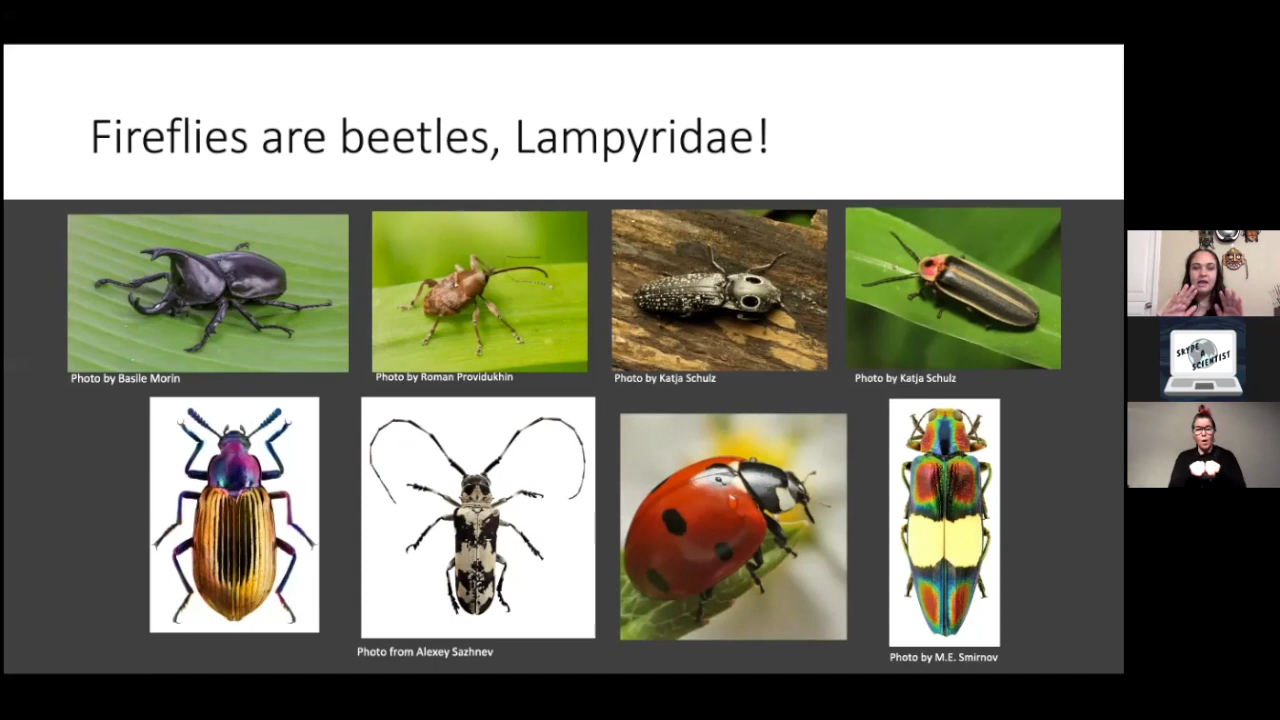 Fireflies are beetles, Lampyridae!
Photo by Basile Morin
Photo by Roman Providukhin
Photo by Katja Schulz
Photo by Katja Schulz
Photo from Alexey Sazhnev
Photo by M.E. Smirnov
SKYPE
A
SCIENTIST